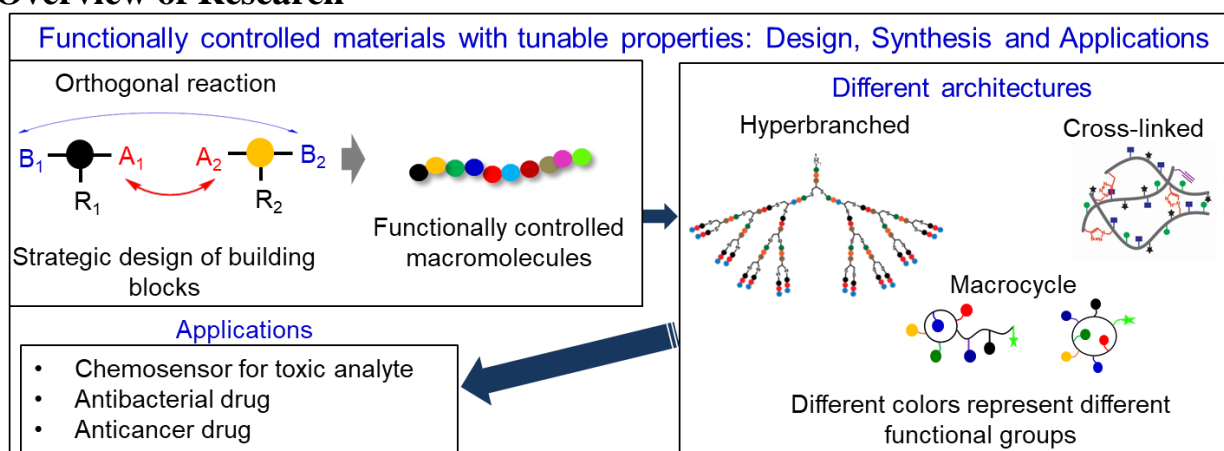 Overview of Research
Functionally controlled materials with tunable properties: Design, Synthesis and Applications
Orthogonal reaction
B1 A1 A2 B2
R1 R2
Strategic design of building
blocks
Functionally controlled
macromolecules
Different architectures
Hyperbranched
Cross-linked
Macrocycle
Different colors represent different
functional groups
Applications
• Chemosensor for toxic analyte
• Antibacterial drug
• Anticancer drug